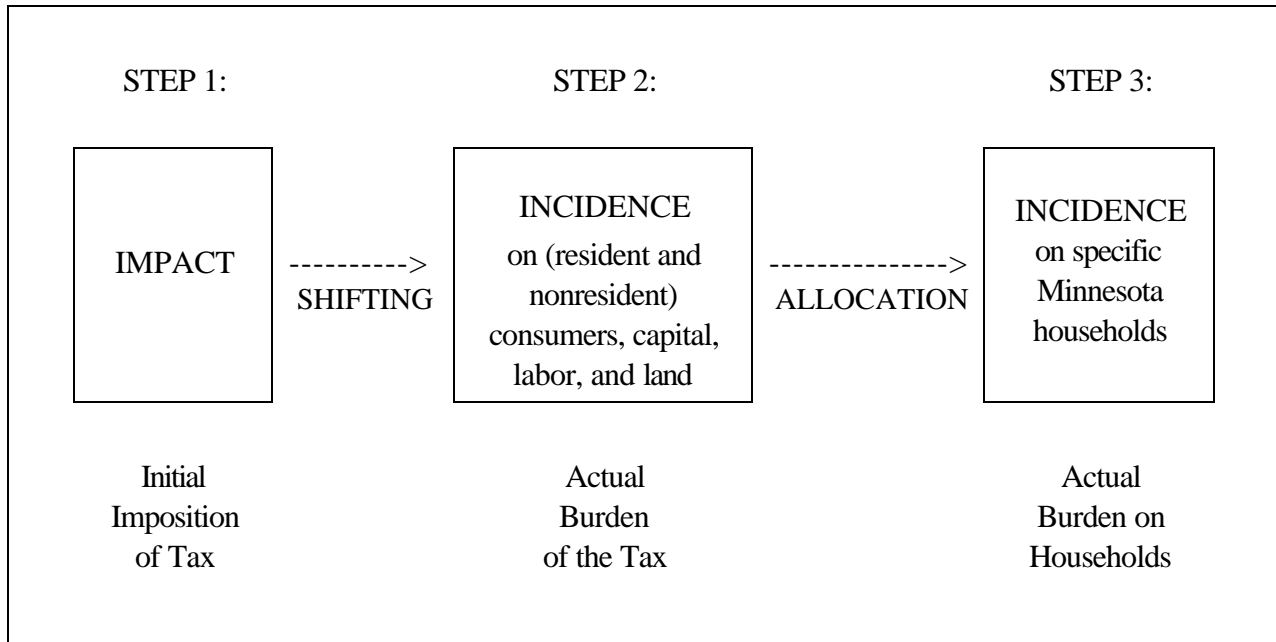 STEP 1:
STEP 2:
STEP 3:
IMPACT
---------->
SHIFTING
INCIDENCE
on (resident and
nonresident)
consumers, capital,
labor, and land
--------------->
ALLOCATION
INCIDENCE
on specific
Minnesota
households
Initial
Imposition
of Tax
Actual
Burden
of the Tax
Actual
Burden on
Households